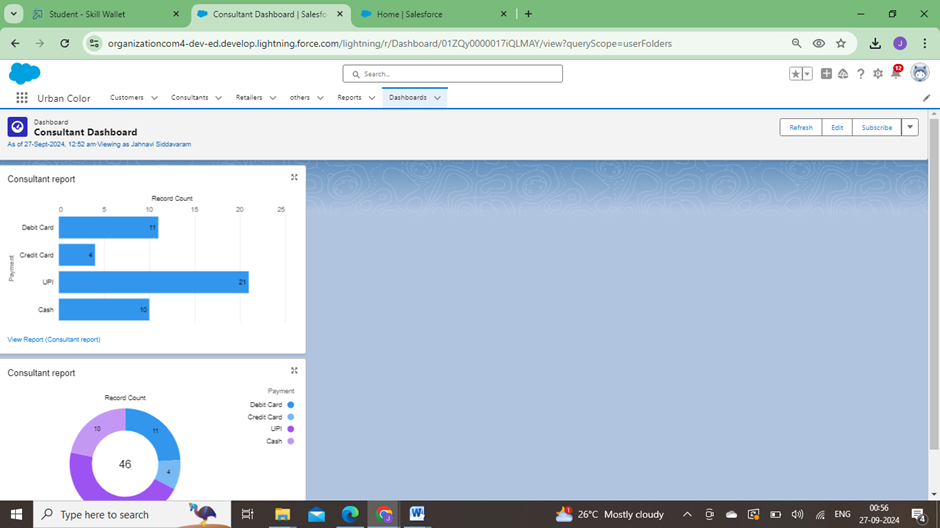 Student - Skill Wallet
Consultant Dashboard | Salesfo
Home | Salesforce
organizationcom4-dev-ed.develop.lightning.force.com/lightning/r/Dashboard/01ZQy0000017iQLMAY/view?queryScope=userFolders
J
Search...
12
Urban Color
Customers
Consultants
Retailers
others
Reports
Dashboards
Dashboard
Consultant Dashboard
As of 27-Sept-2024, 12:52 am·Viewing as Jahnavi Siddavaram
Refresh
Edit
Subscribe
Consultant report
Record Count
0 5 10 15 20 25
Payment
Debit Card 11
Credit Card 4
UPI 21
Cash 10
View Report (Consultant report)
Consultant report
Record Count
Payment
Debit Card
Credit Card
UPI
Cash
10
11
4
46
Type here to search
26°C Mostly cloudy
ENG
00:56
27-09-2024
4